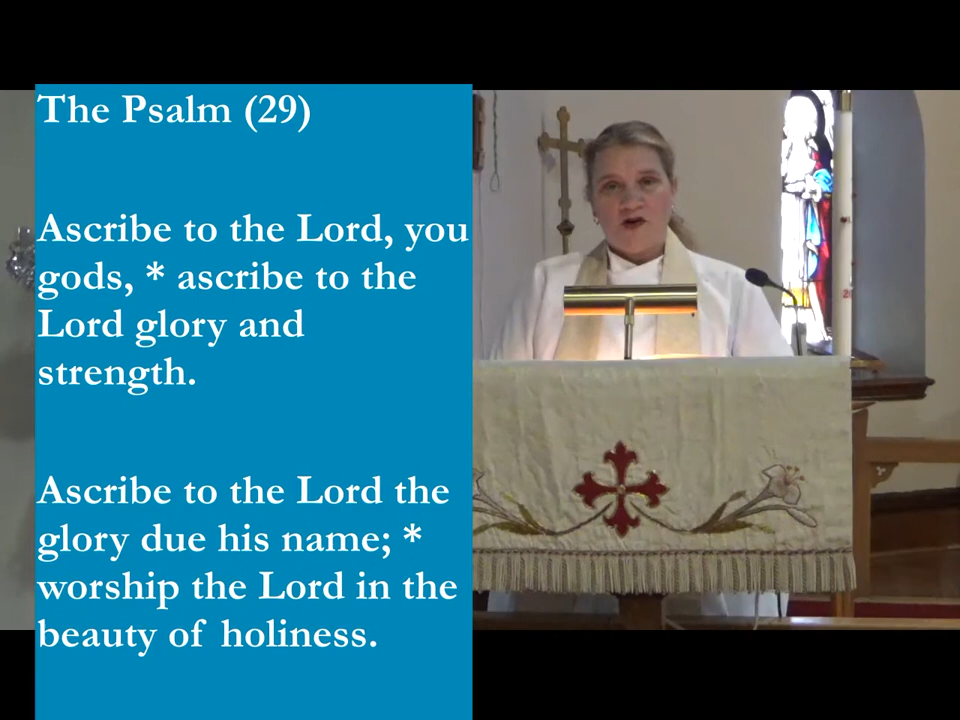 The Psalm (29)
Ascribe to the Lord, you
gods, * ascribe to the
Lord glory and
strength.
Ascribe to the Lord the
glory due his name; *
worship the Lord in the
beauty of holiness.